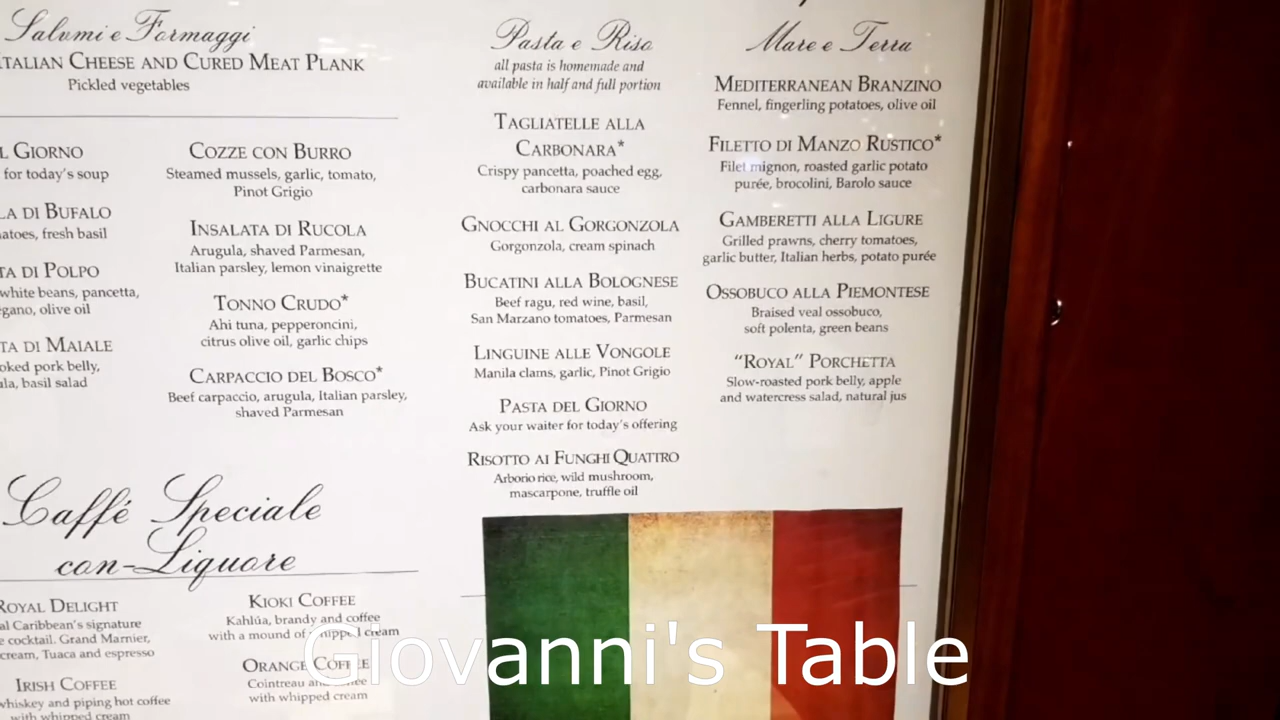 Salumi e Formaggi
ITALIAN CHEESE AND CURED MEAT PLANK
Pickled vegetables
GIORNO
for today's soup
DI BUFALO
fresh basil
DI POLPO
white beans, pancetta,
olive oil
DI MAIALE
pork belly,
basil salad
COZZE CON BURRO
Steamed mussels, garlic, tomato,
Pinot Grigio
INSALATA DI RUCOLA
Arugula, shaved Parmesan,
Italian parsley, lemon vinaigrette
TONNO CRUDO*
Ahi tuna, pepperoncini,
citrus olive oil, garlic chips
CARPACCIO DEL BOSCO*
Beef carpaccio, arugula, Italian parsley,
shaved Parmesan
Caffé Speciale
con Liquore
ROYAL DELIGHT
Caribbean's signature
cocktail. Grand Marnier,
cream, Tuaca and espresso
IRISH COFFEE
whiskey and piping hot coffee
with whipped cream
KIOKI COFFEE
Kahlúa, brandy and coffee
with a mound of whipped cream
ORANGE COFFEE
Cointreau and coffee
with whipped cream
Pasta e Riso
all pasta is homemade and
available in half and full portion
TAGLIATELLE ALLA
CARBONARA*
Crispy pancetta, poached egg,
carbonara sauce
GNOCCHI AL GORGONZOLA
Gorgonzola, cream spinach
BUCATINI ALLA BOLOGNESE
Beef ragu, red wine, basil,
San Marzano tomatoes, Parmesan
LINGUINE ALLE VONGOLE
Manila clams, garlic, Pinot Grigio
PASTA DEL GIORNO
Ask your waiter for today's offering
RISOTTO AI FUNGHI QUATTRO
Arborio rice, wild mushroom,
mascarpone, truffle oil
Mare e Terra
MEDITERRANEAN BRANZINO
Fennel, fingerling potatoes, olive oil
FILETTO DI MANZO RUSTICO*
Filet mignon, roasted garlic potato
purée, brocolini, Barolo sauce
GAMBERETTI ALLA LIGURE
Grilled prawns, cherry tomatoes,
garlic butter, Italian herbs, potato purée
OSSOBUCO ALLA PIEMONTESE
Braised veal ossobuco,
soft polenta, green beans
"ROYAL" PORCHETTA
Slow-roasted pork belly, apple
and watercress salad, natural jus
Giovanni's Table